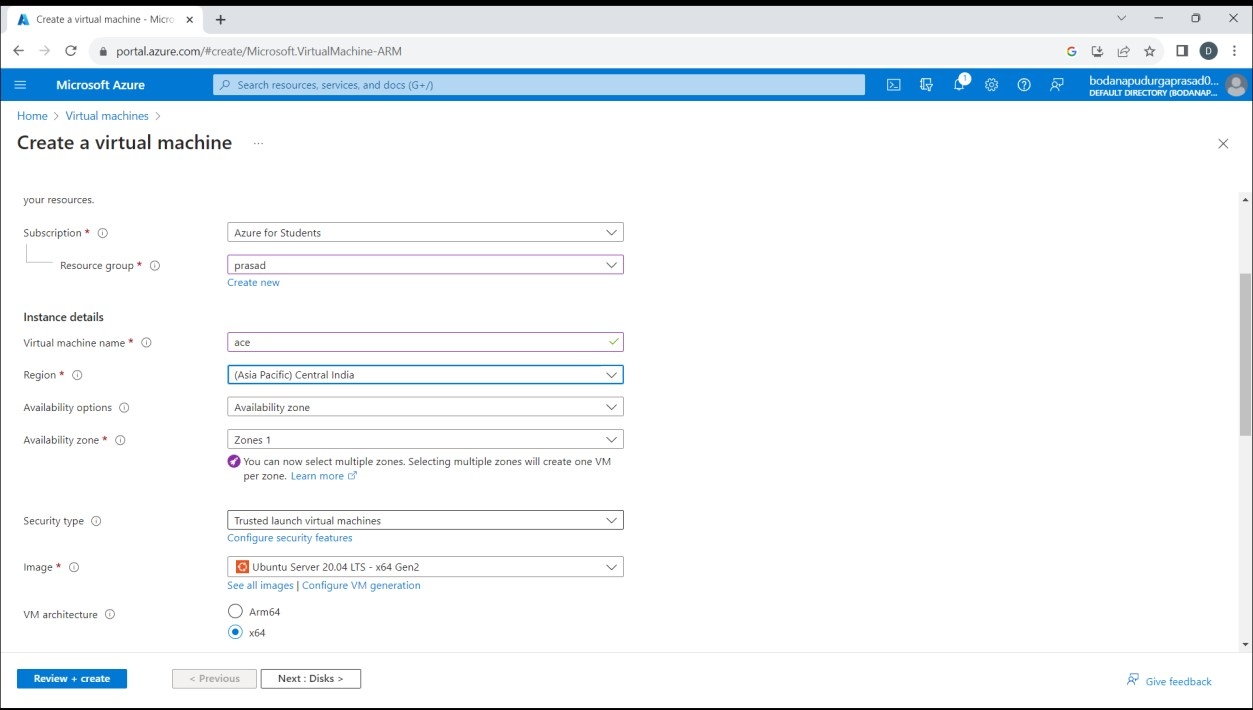 Create a virtual machine - Micro
portal.azure.com/#create/Microsoft.VirtualMachine-ARM
G
D
Microsoft Azure
Search resources, services, and docs (G+/)
1
bodanapudurgaprasad0...
DEFAULT DIRECTORY (BODANAP...
Home > Virtual machines >
Create a virtual machine ...
your resources.
Subscription * Azure for Students
Resource group * prasad
Create new
Instance details
Virtual machine name * ace
Region * (Asia Pacific) Central India
Availability options Availability zone
Availability zone * Zones 1
You can now select multiple zones. Selecting multiple zones will create one VM
per zone. Learn more
Security type Trusted launch virtual machines
Configure security features
Image * Ubuntu Server 20.04 LTS - x64 Gen2
See all images | Configure VM generation
VM architecture Arm64
x64
Review + create < Previous Next : Disks > Give feedback